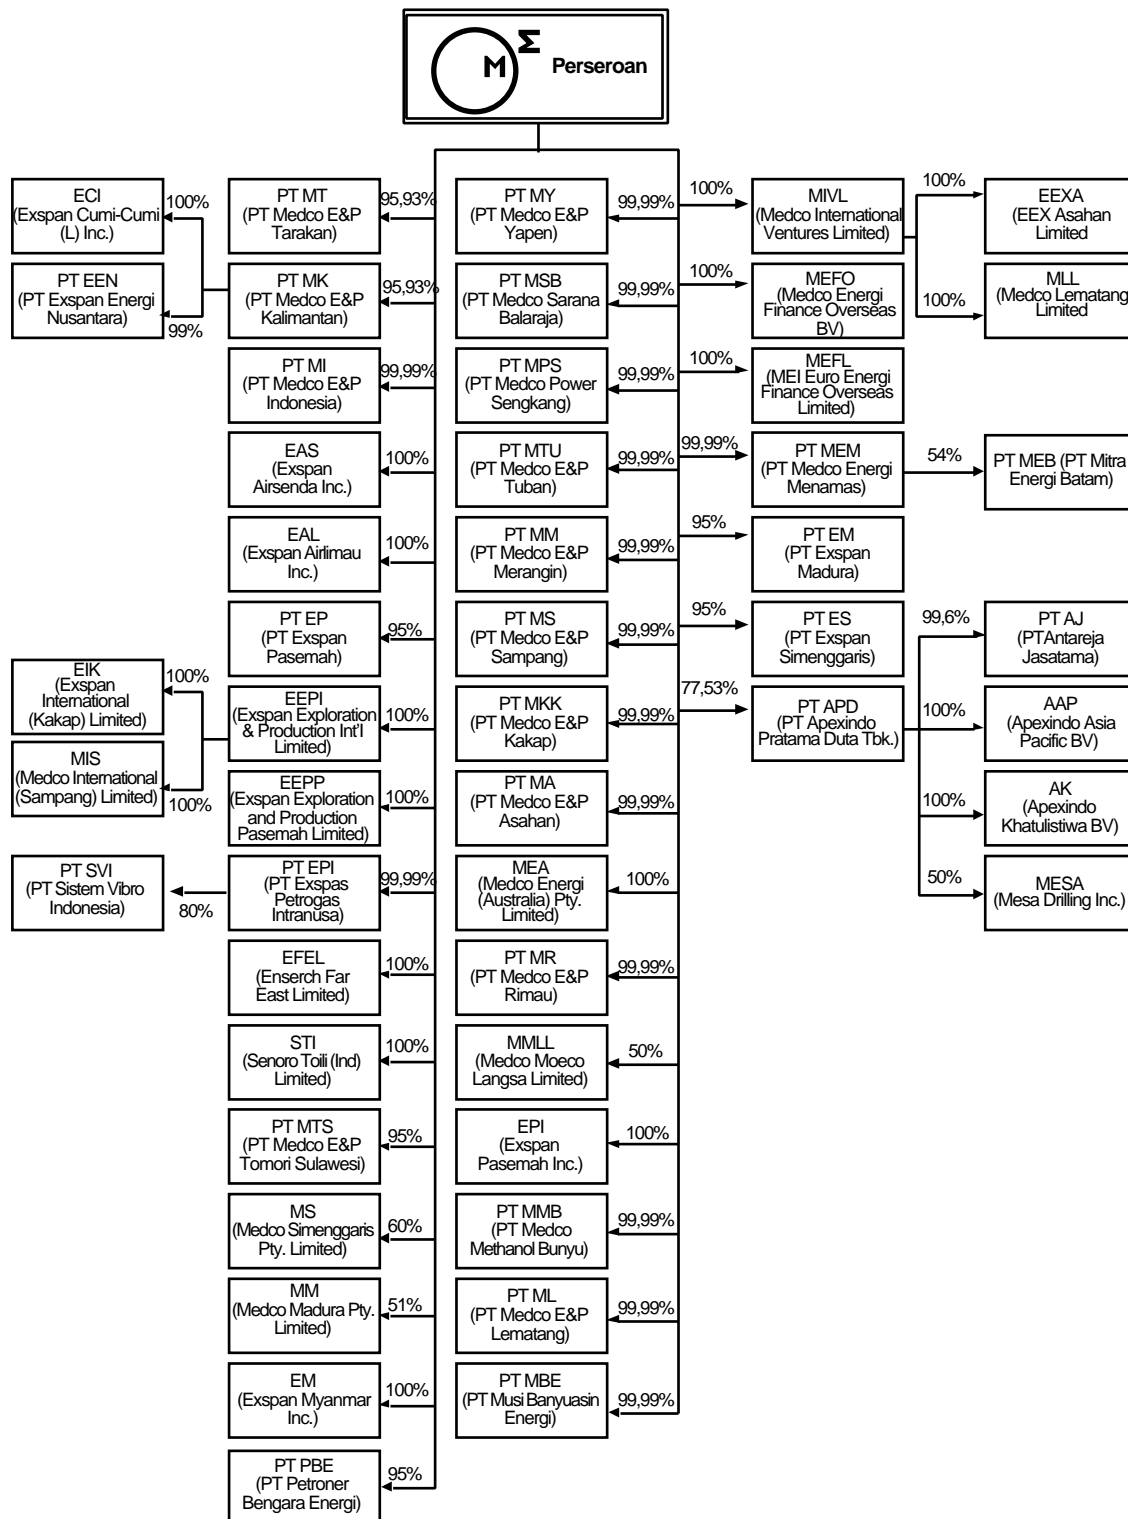 M
Σ
Perseroan
ECI
(Exspan Cumi-Cumi
(L) Inc.)
100%
PT EEN
(PT Exspan Energi
Nusantara)
99%
PT MT
(PT Medco E&P
Tarakan)
95,93%
PT MK
(PT Medco E&P
Kalimantan)
95,93%
PT MI
(PT Medco E&P
Indonesia)
99,99%
EAS
(Exspan
Airsenda Inc.)
100%
EAL
(Exspan Airlimau
Inc.)
100%
PT EP
(PT Exspan
Pasemah)
95%
EIK
(Exspan
International
(Kakap) Limited)
100%
MIS
(Medco International
(Sampang) Limited)
100%
EEPI
(Exspan Exploration
& Production Int'l
Limited)
100%
EEPP
(Exspan Exploration
and Production
Pasemah Limited)
100%
PT SVI
(PT Sistem Vibro
Indonesia)
80%
PT EPI
(PT Exspas
Petrogas
Intranusa)
99,99%
EFEL
(Enserch Far
East Limited)
100%
STI
(Senoro Toili (Ind)
Limited)
100%
PT MTS
(PT Medco E&P
Tomori Sulawesi)
95%
MS
(Medco Simenggaris
Pty. Limited)
60%
MM
(Medco Madura Pty.
Limited)
51%
EM
(Exspan Myanmar
Inc.)
100%
PT PBE
(PT Petroner
Bengara Energi)
95%
PT MY
(PT Medco E&P
Yapen)
99,99%
PT MSB
(PT Medco Sarana
Balaraja)
99,99%
PT MPS
(PT Medco Power
Sengkang)
99,99%
PT MTU
(PT Medco E&P
Tuban)
99,99%
PT MM
(PT Medco E&P
Merangin)
99,99%
PT MS
(PT Medco E&P
Sampang)
99,99%
PT MKK
(PT Medco E&P
Kakap)
99,99%
PT MA
(PT Medco E&P
Asahan)
99,99%
MEA
(Medco Energi
(Australia) Pty.
Limited)
100%
PT MR
(PT Medco E&P
Rimau)
99,99%
MMLL
(Medco Moeco
Langsa Limited)
50%
EPI
(Exspan
Pasemah Inc.)
100%
PT MMB
(PT Medco
Methanol Bunyu)
99,99%
PT ML
(PT Medco E&P
Lematang)
99,99%
PT MBE
(PT Musi Banyuasin
Energi)
99,99%
100%
MIVL
(Medco International
Ventures Limited)
100%
EEXA
(EEX Asahan
Limited
100%
MLL
(Medco Lematang
Limited
100%
MEFO
(Medco Energi
Finance Overseas
BV)
100%
MEFL
(MEI Euro Energi
Finance Overseas
Limited)
99,99%
PT MEM
(PT Medco Energi
Menamas)
54%
PT MEB (PT Mitra
Energi Batam)
95%
PT EM
(PT Exspan
Madura)
95%
PT ES
(PT Exspan
Simenggaris)
77,53%
PT APD
(PT Apexindo
Pratama Duta Tbk.)
99,6%
PT AJ
(PTAntareja
Jasatama)
100%
AAP
(Apexindo Asia
Pacific BV)
100%
AK
(Apexindo
Khatulistiwa BV)
50%
MESA
(Mesa Drilling Inc.)